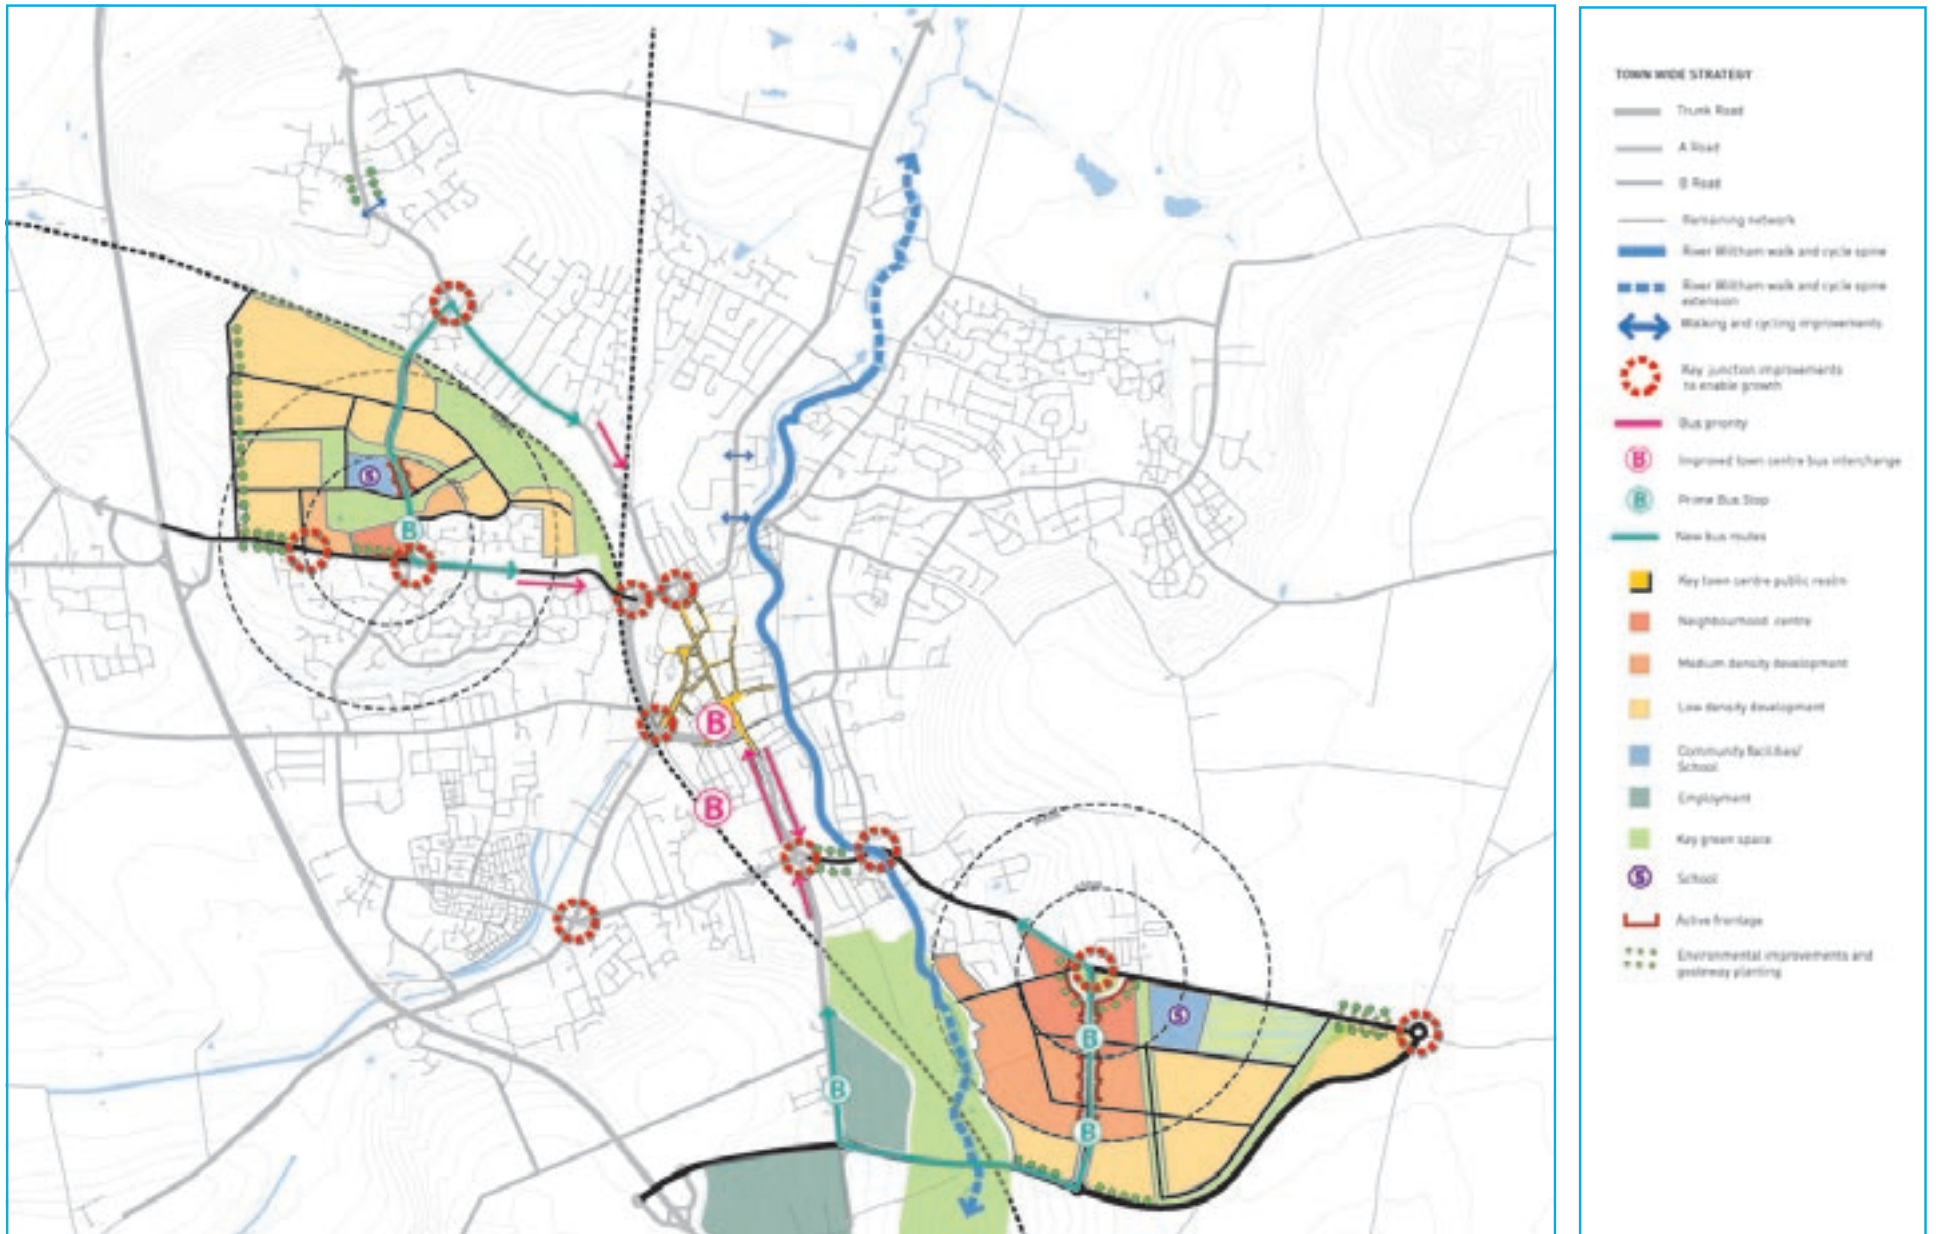 B
S
B
B
B
S
B
B
B
TOWN WIDE STRATEGY
Trunk Road
A Road
B Road
Remaining network
River Witham walk and cycle spine
River Witham walk and cycle spine
extension
Walking and cycling improvements
Key junction improvements
to enable growth
Bus priority
B
Improved town centre bus interchange
B
Prime Bus Stop
New bus routes
Key town centre public realm
Neighbourhood centre
Medium density development
Low density development
Community facilities/
School
Employment
Key green space
S
School
Active frontage
Environmental improvements and
gateway planting